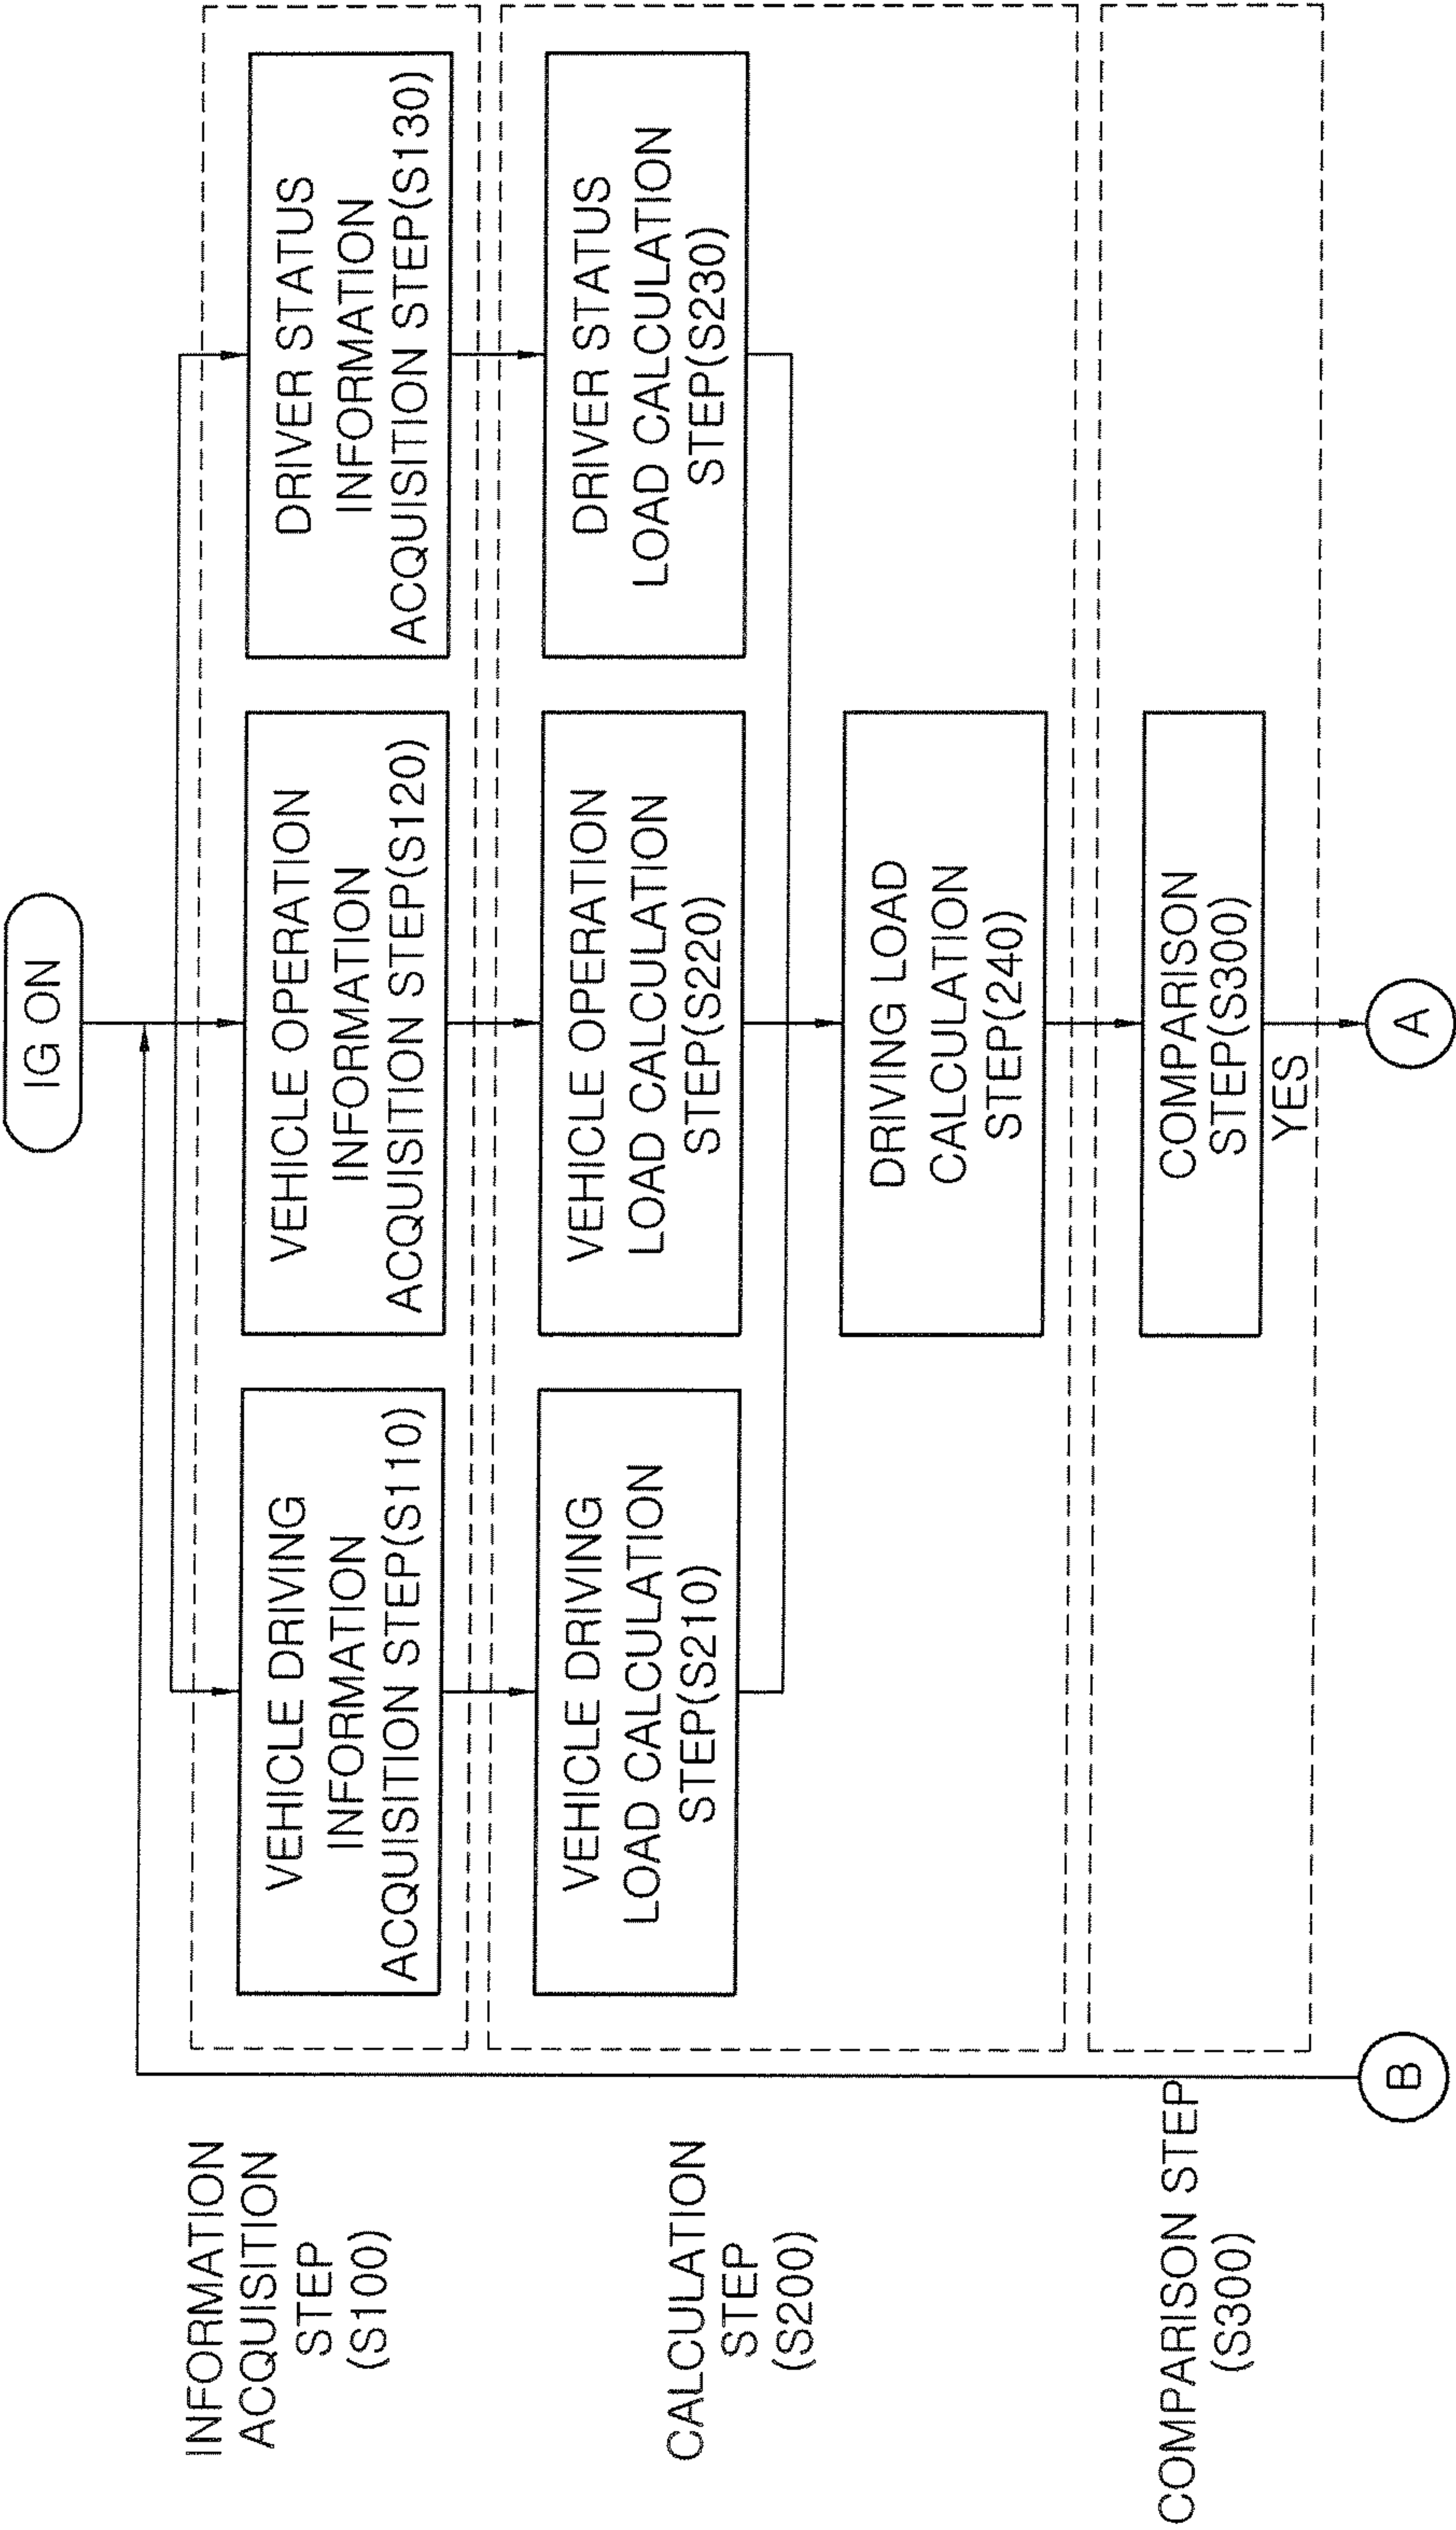 IG ON
INFORMATION
ACQUISITION
STEP
(S100)
VEHICLE DRIVING
INFORMATION
ACQUISITION STEP(S110)
VEHICLE OPERATION
INFORMATION
ACQUISITION STEP(S120)
DRIVER STATUS
INFORMATION
ACQUISITION STEP(S130)
CALCULATION
STEP
(S200)
VEHICLE DRIVING
LOAD CALCULATION
STEP(S210)
VEHICLE OPERATION
LOAD CALCULATION
STEP(S220)
DRIVER STATUS
LOAD CALCULATION
STEP(S230)
DRIVING LOAD
CALCULATION
STEP(240)
COMPARISON STEP
(S300)
COMPARISON
STEP(S300)
YES
B
A